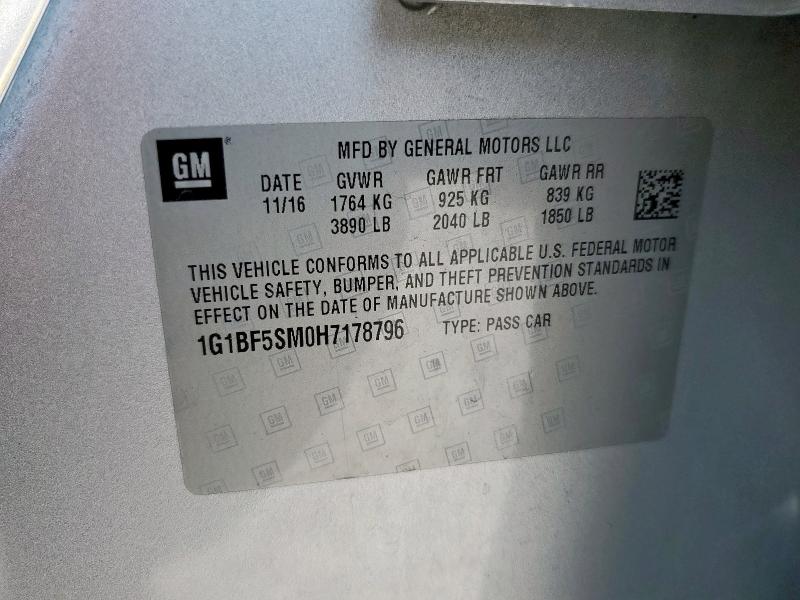 GM
MFD BY GENERAL MOTORS LLC
DATE GVWR GAWR FRT GAWR RR
11/16 1764 KG 925 KG 839 KG
3890 LB 2040 LB 1850 LB
THIS VEHICLE CONFORMS TO ALL APPLICABLE U.S. FEDERAL MOTOR
VEHICLE SAFETY, BUMPER, AND THEFT PREVENTION STANDARDS IN
EFFECT ON THE DATE OF MANUFACTURE SHOWN ABOVE.
1G1BF5SM0H7178796 TYPE: PASS CAR